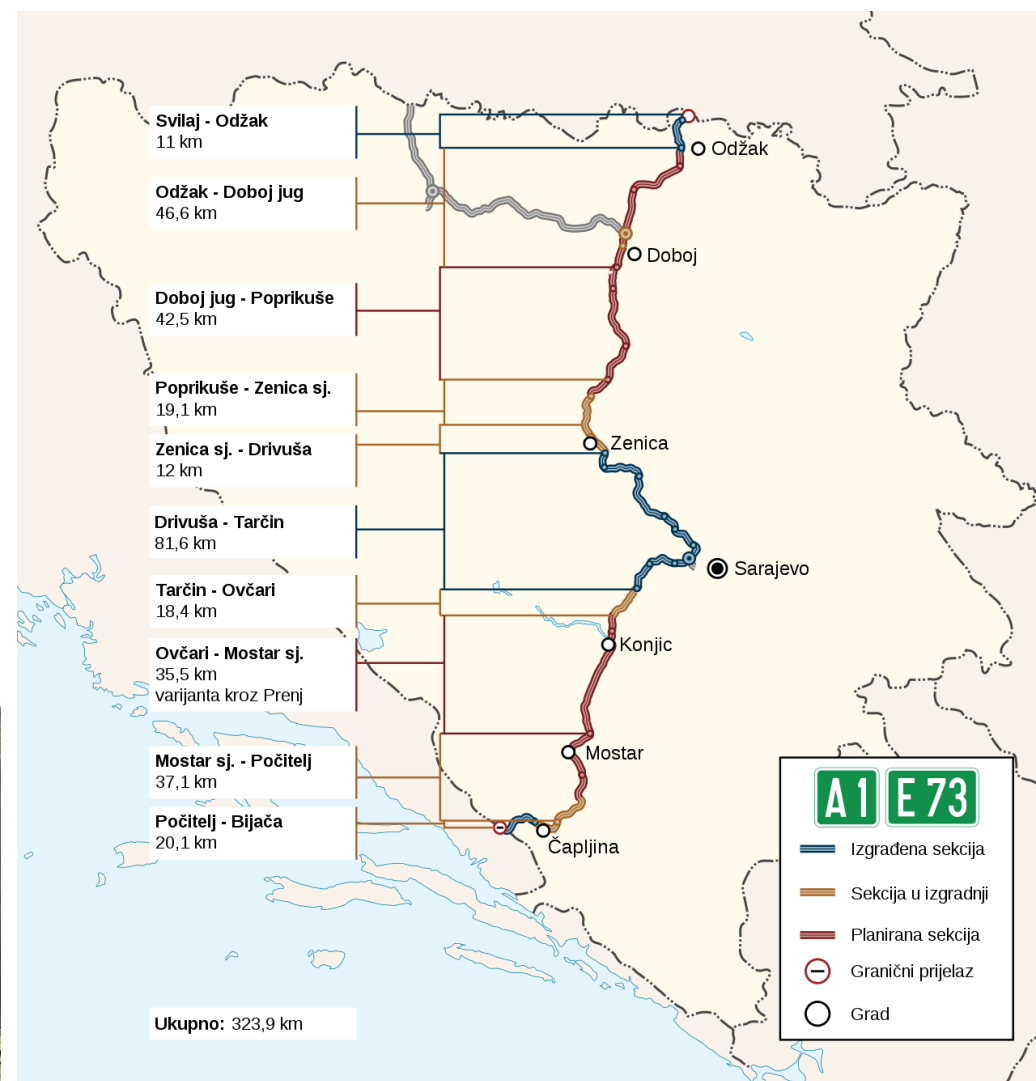 Svilaj - Odžak
11 km
Odžak - Doboj jug
46,6 km
Doboj jug - Poprikuše
42,5 km
Poprikuše - Zenica sj.
19,1 km
Zenica sj. - Drivuša
12 km
Drivuša - Tarčin
81,6 km
Tarčin - Ovčari
18,4 km
Ovčari - Mostar sj.
35,5 km
varijanta kroz Prenj
Mostar sj. - Počitelj
37,1 km
Počitelj - Bijača
20,1 km
Ukupno: 323,9 km
Odžak
Doboj
Zenica
Sarajevo
Konjic
Mostar
Čapljina
A 1 E 73
Izgrađena sekcija
Sekcija u izgradnji
Planirana sekcija
Granični prijelaz
Grad